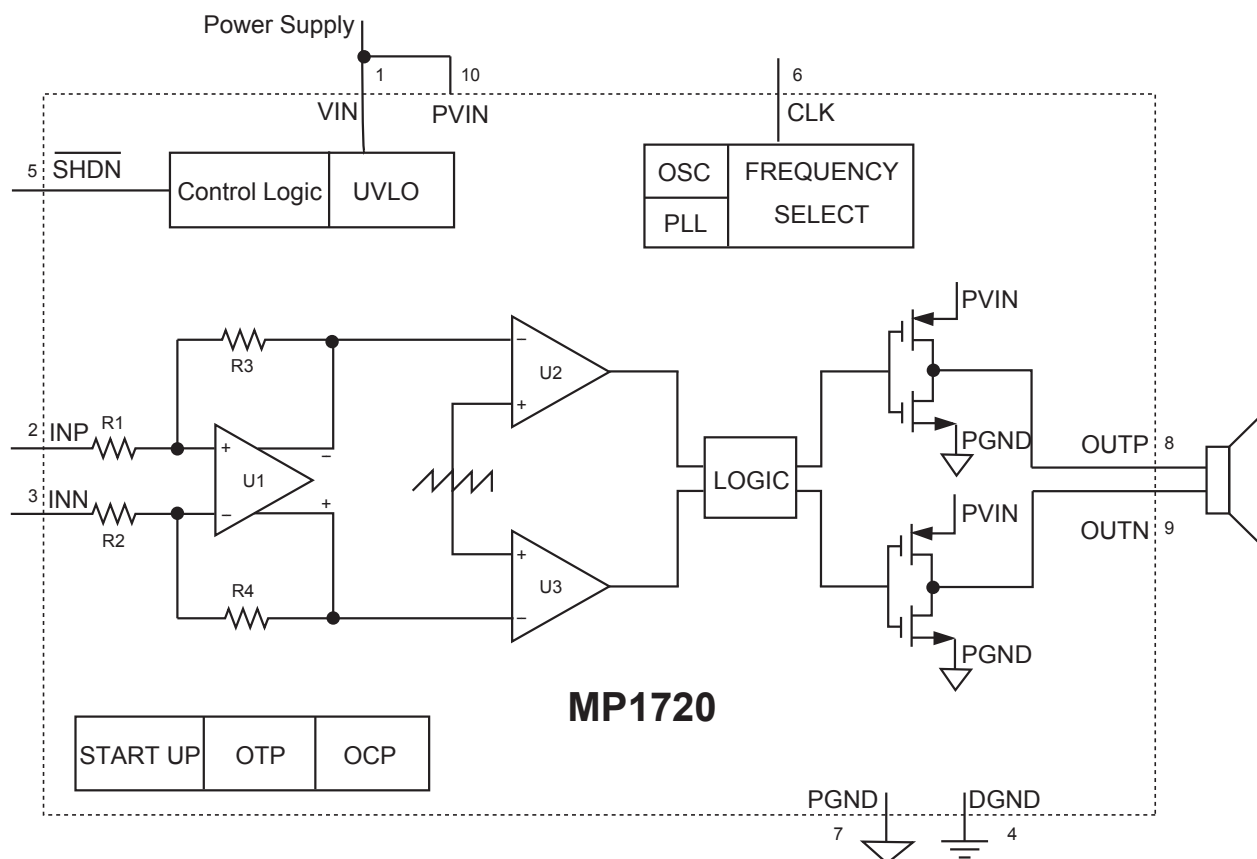 Power Supply
1
10
6
VIN
PVIN
CLK
5
SHDN
Control Logic
UVLO
OSC
PLL
FREQUENCY
SELECT
PVIN
R3
−
U2
+
2
INP
R1
+
−
U1
PGND
OUTP
8
LOGIC
3
INN
R2
−
+
PVIN
OUTN
9
+
U3
−
R4
PGND
MP1720
START UP
OTP
OCP
PGND
DGND
7
4